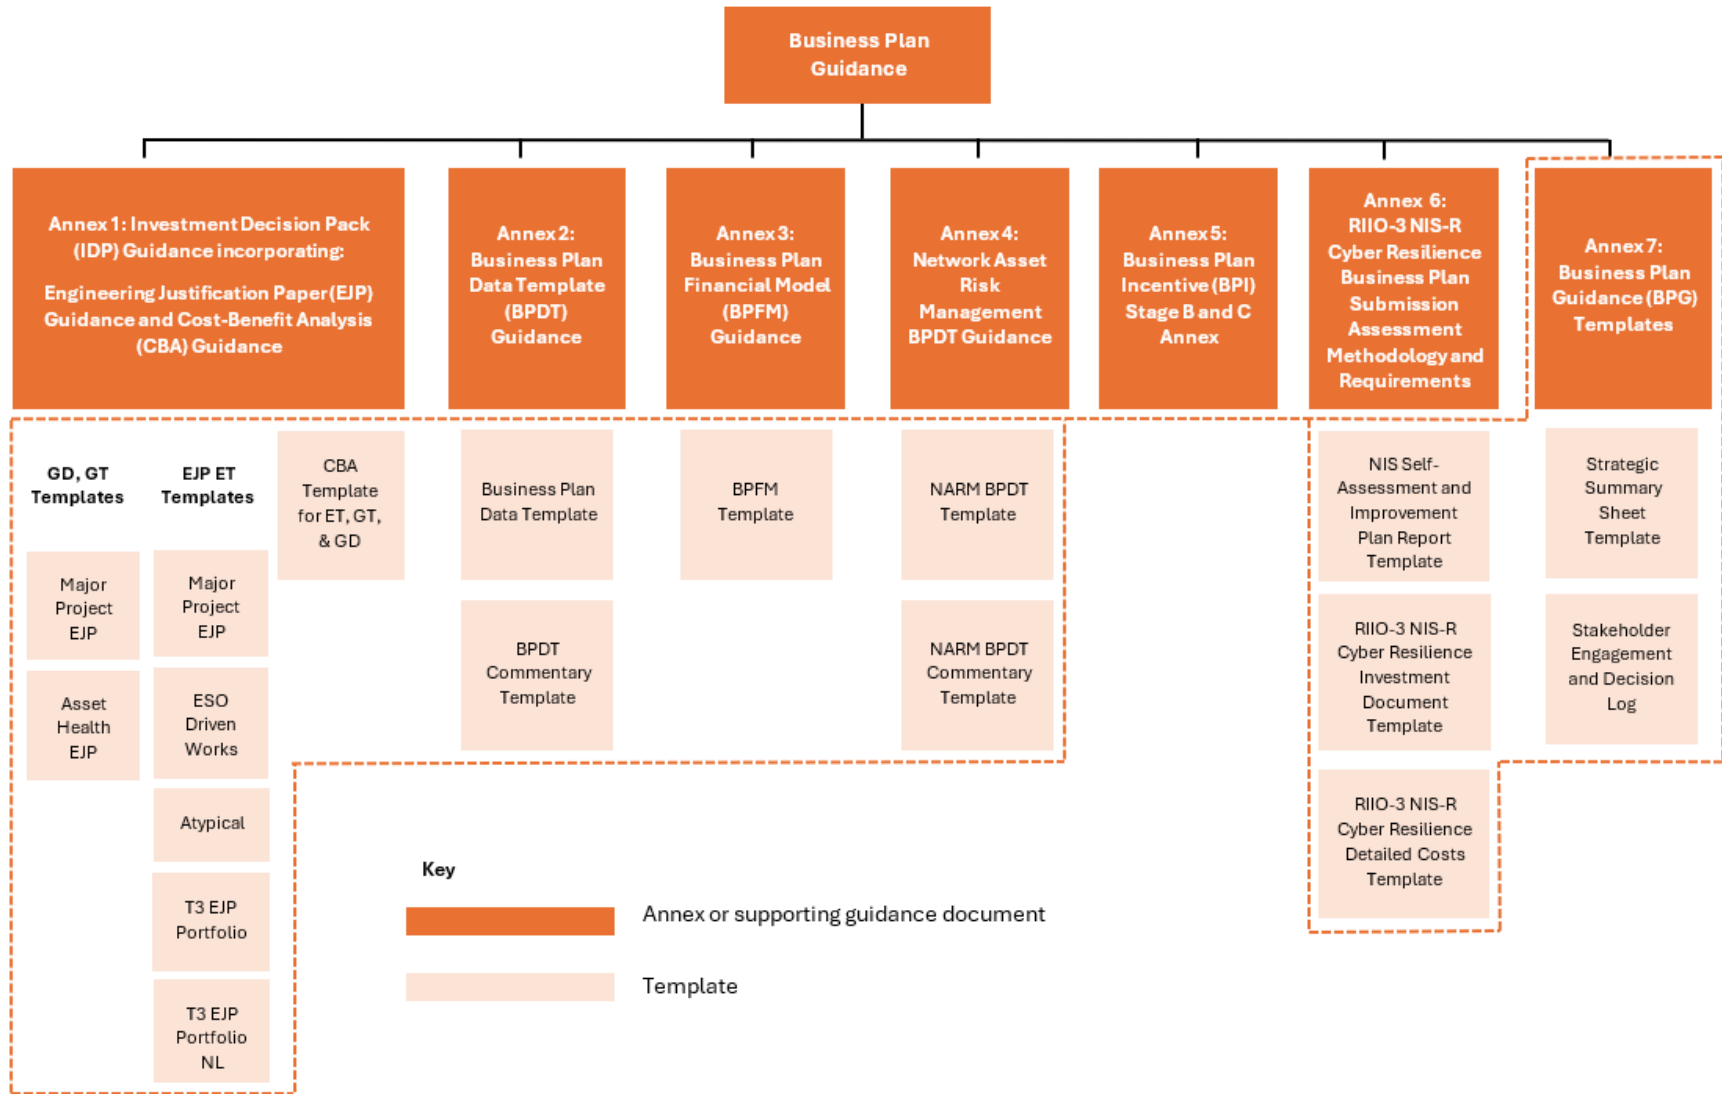 Business Plan
Guidance
Annex 1: Investment Decision Pack
(IDP) Guidance incorporating:
Engineering Justification Paper (EJP)
Guidance and Cost-Benefit Analysis
(CBA) Guidance
Annex 2:
Business Plan
Data Template
(BPDT)
Guidance
Annex 3:
Business Plan
Financial Model
(BPFM)
Guidance
Annex 4:
Network Asset
Risk
Management
BPDT Guidance
Annex 5:
Business Plan
Incentive (BPI)
Stage B and C
Annex
Annex 6:
RIIO-3 NIS-R
Cyber Resilience
Business Plan
Submission
Assessment
Methodology and
Requirements
Annex 7:
Business Plan
Guidance (BPG)
Templates
GD, GT
Templates
Major
Project
EJP
Asset
Health
EJP
EJP ET
Templates
Major
Project
EJP
ESO
Driven
Works
Atypical
T3 EJP
Portfolio
T3 EJP
Portfolio
NL
CBA
Template
for ET, GT,
& GD
Business Plan
Data Template
BPDT
Commentary
Template
BPFM
Template
NARM BPDT
Template
NARM BPDT
Commentary
Template
NIS Self-
Assessment and
Improvement
Plan Report
Template
RIIO-3 NIS-R
Cyber Resilience
Investment
Document
Template
RIIO-3 NIS-R
Cyber Resilience
Detailed Costs
Template
Strategic
Summary
Sheet
Template
Stakeholder
Engagement
and Decision
Log
Key
Annex or supporting guidance document
Template